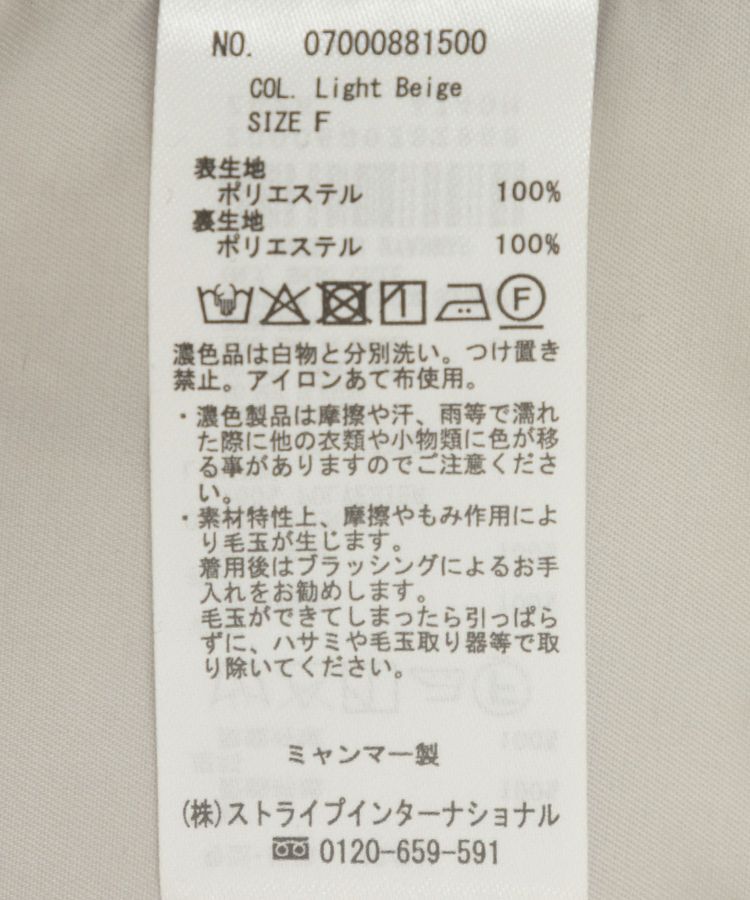 NO. 07000881500
COL. Light Beige
SIZE F
表生地
ポリエステル 100%
裏生地
ポリエステル 100%
F
濃色品は白物と分別洗い。つけ置き
禁止。アイロンあて布使用。
・濃色製品は摩擦や汗、雨等で濡れ
た際に他の衣類や小物類に色が移
る事がありますのでご注意くださ
い。
・素材特性上、摩擦やもみ作用によ
り毛玉が生じます。
着用後はブラッシングによるお手
入れをお勧めします。
毛玉ができてしまったら引っぱら
ずに、ハサミや毛玉取り器等で取
り除いてください。
ミャンマー製
(株)ストライプインターナショナル
0120-659-591